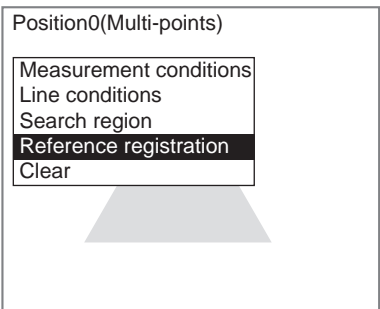 Position0(Multi-points)
Measurement conditions
Line conditions
Search region
Reference registration
Clear